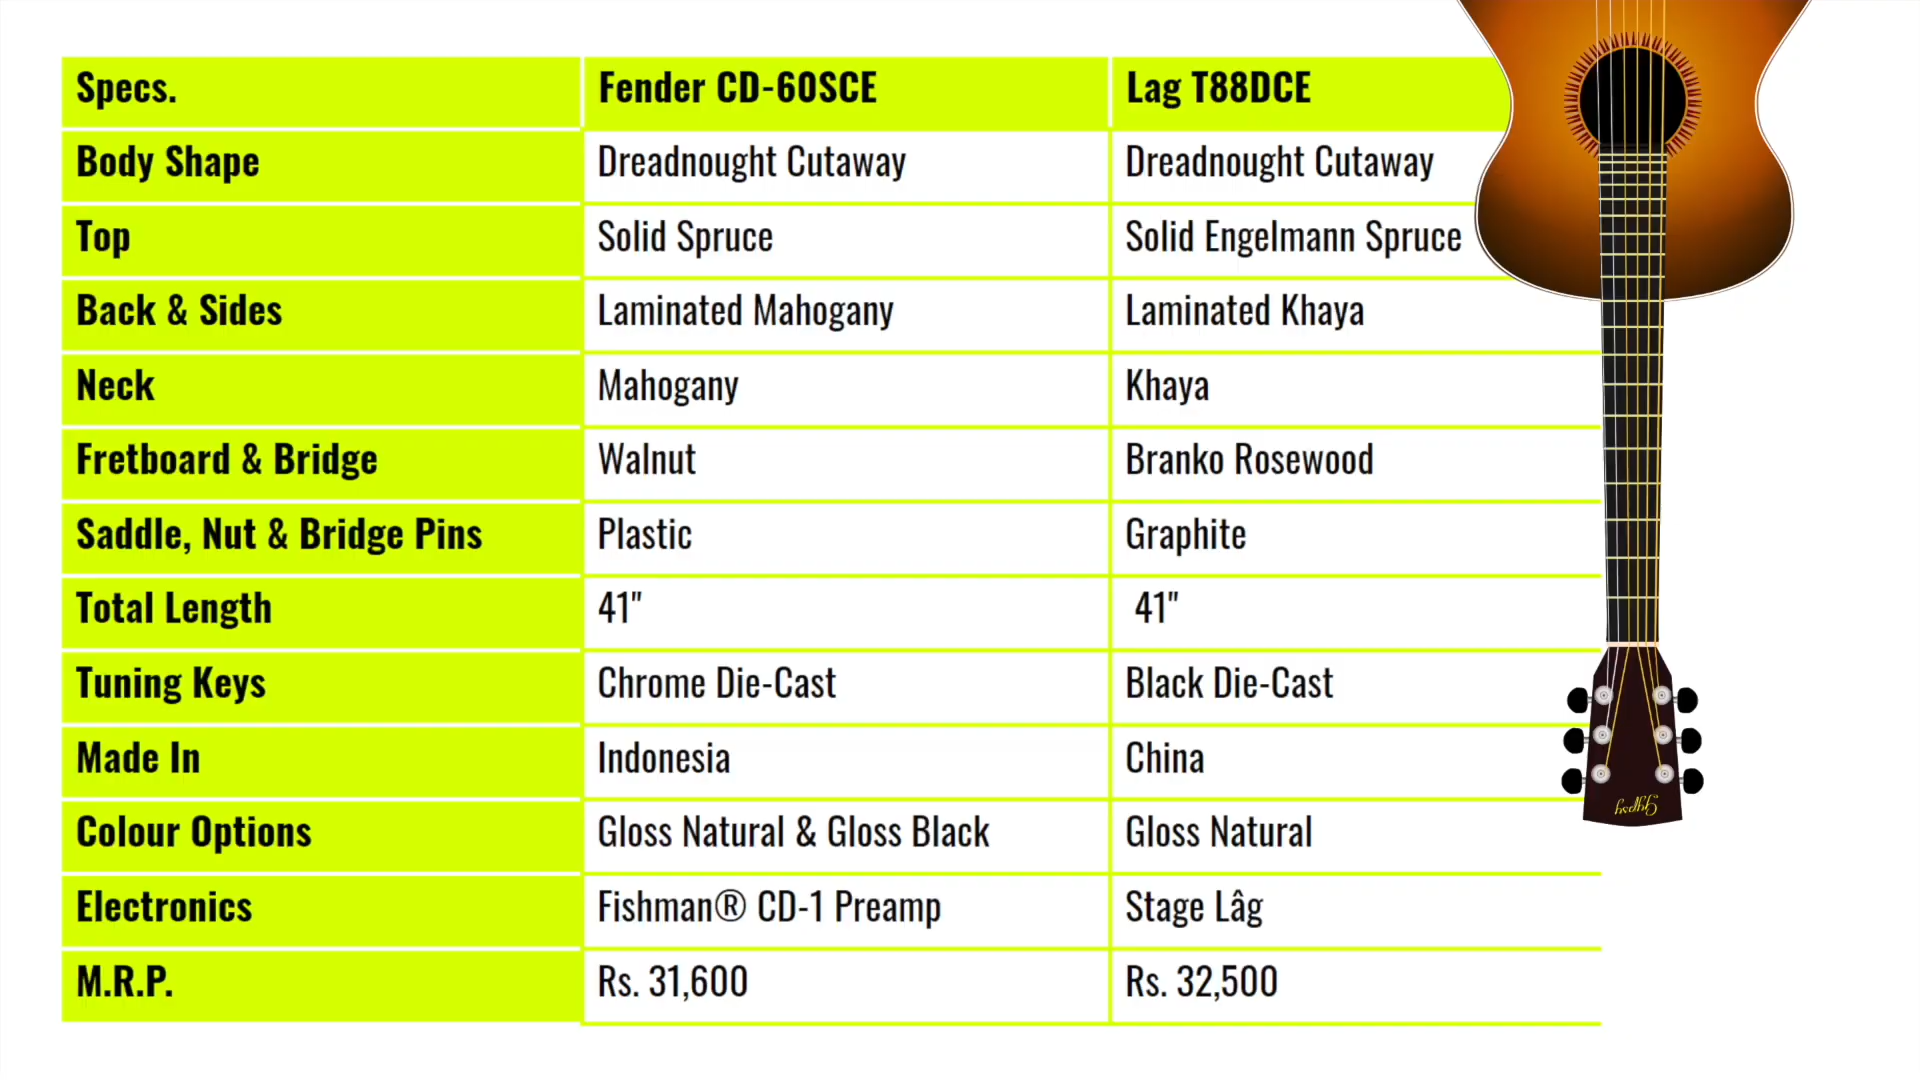 Specs. Fender CD-60SCE Lag T88DCE
Body Shape Dreadnought Cutaway Dreadnought Cutaway
Top Solid Spruce Solid Engelmann Spruce
Back & Sides Laminated Mahogany Laminated Khaya
Neck Mahogany Khaya
Fretboard & Bridge Walnut Branko Rosewood
Saddle, Nut & Bridge Pins Plastic Graphite
Total Length 41" 41"
Tuning Keys Chrome Die-Cast Black Die-Cast
Made In Indonesia China
Colour Options Gloss Natural & Gloss Black Gloss Natural
Electronics Fishman® CD-1 Preamp Stage Lâg
M.R.P. Rs. 31,600 Rs. 32,500